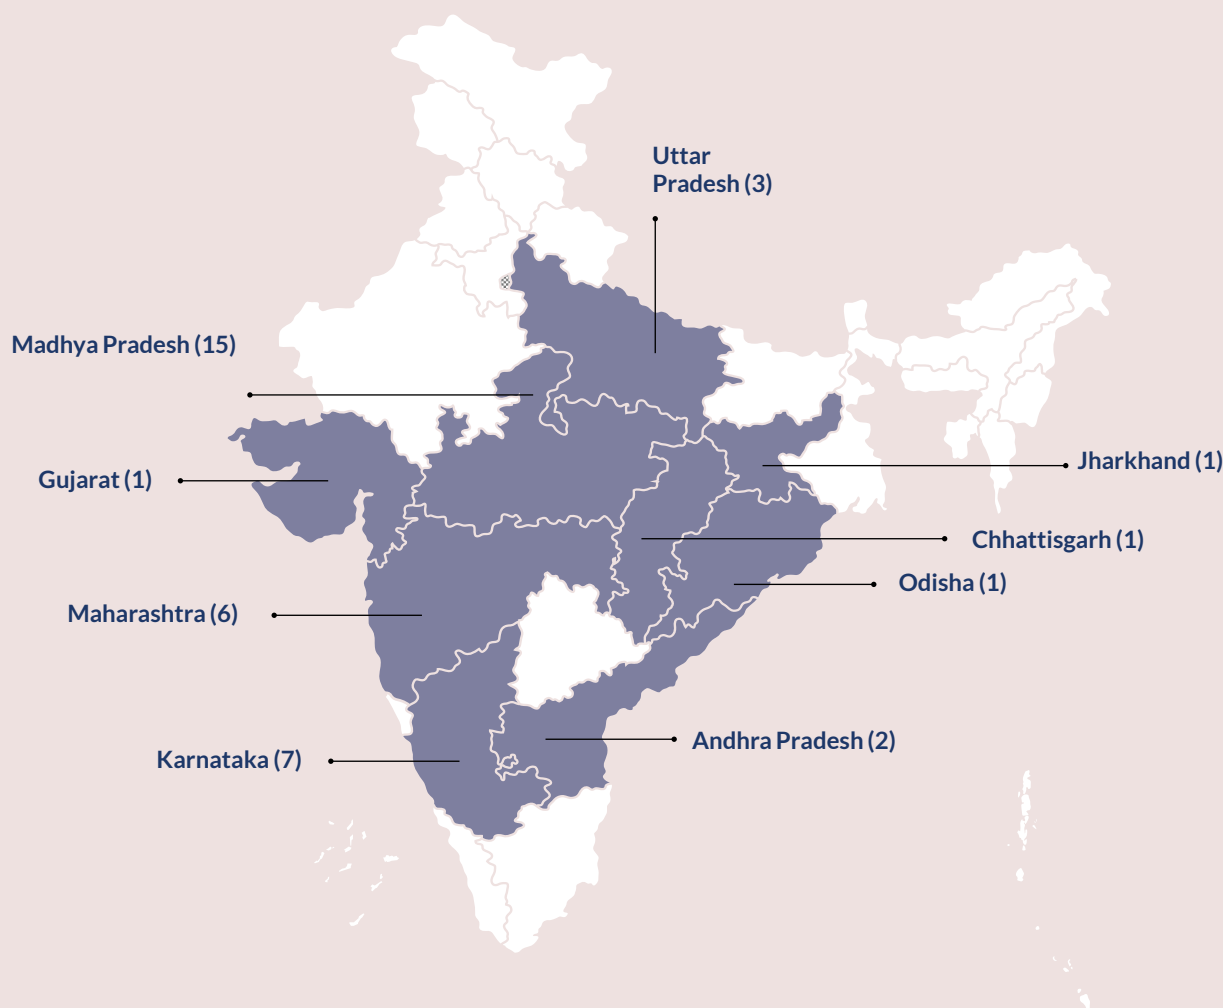 Uttar
Pradesh (3)
Madhya Pradesh (15)
Jharkhand (1)
Gujarat (1)
Chhattisgarh (1)
Odisha (1)
Maharashtra (6)
Andhra Pradesh (2)
Karnataka (7)